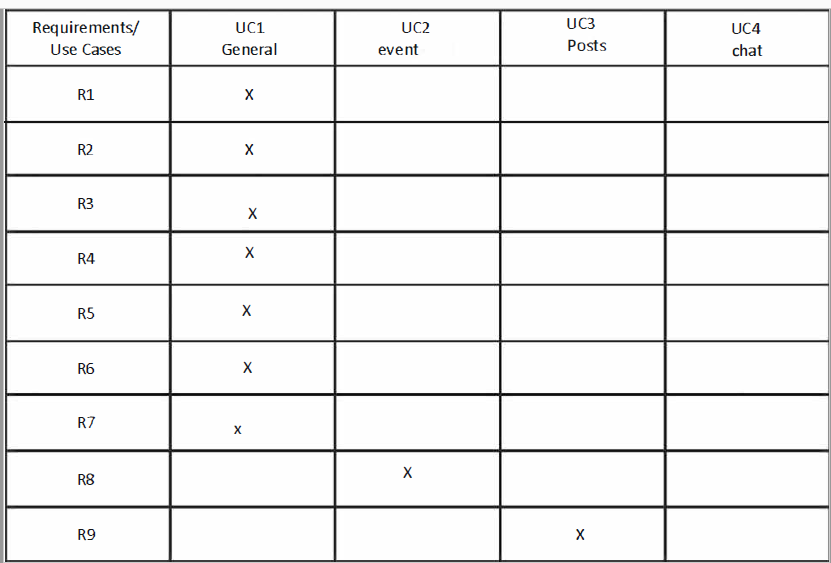 Requirements/ UC1 UC2 UC3 UC4
Use Cases General event Posts chat
R1 X
R2 X
R3 X
R4 X
R5 X
R6 X
R7 x
R8 X
R9 X